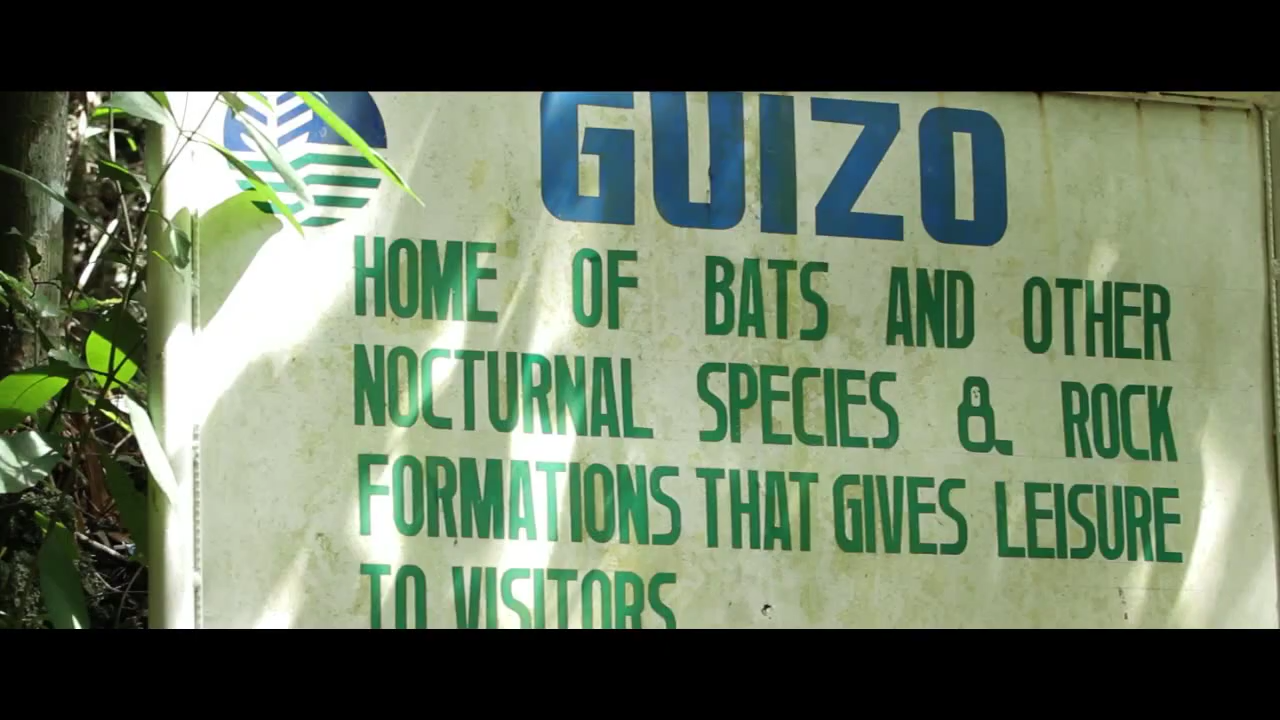 GUIZO
HOME OF BATS AND OTHER
NOCTURNAL SPECIES & ROCK
FORMATIONS THAT GIVES LEISURE
TO VISITORS